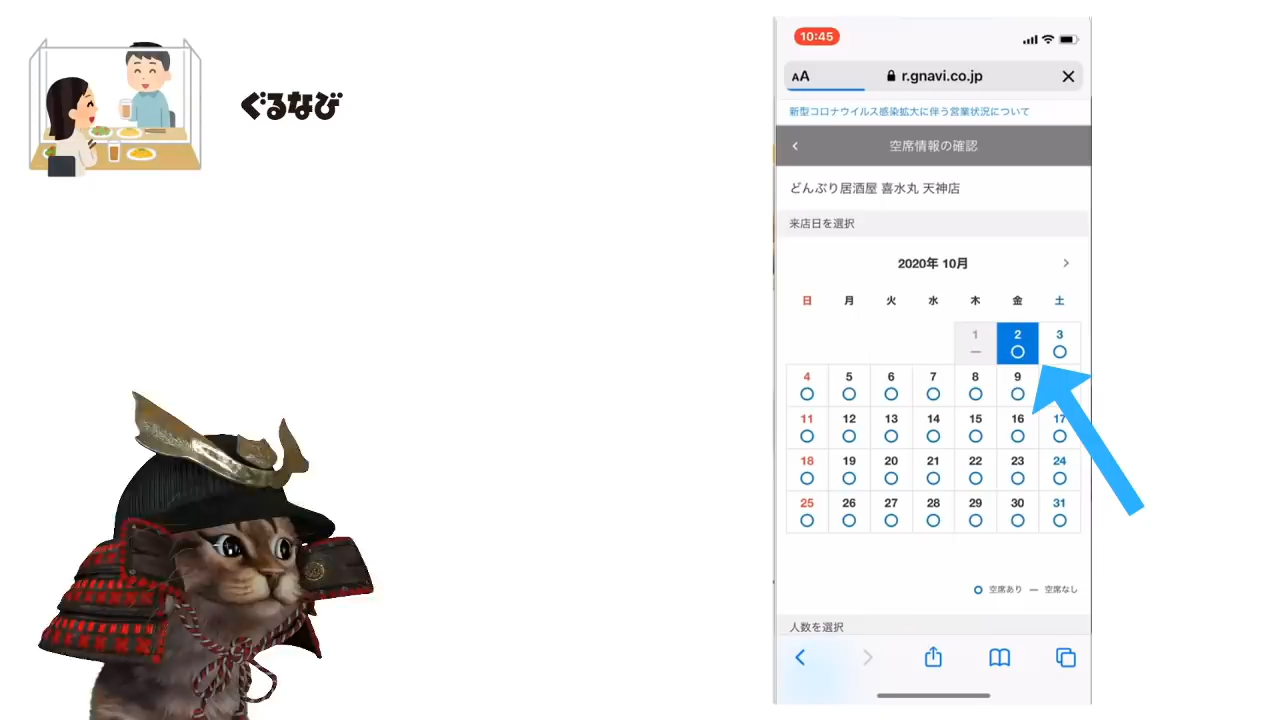 ぐるなび
10:45
AA r.gnavi.co.jp
新型コロナウイルス感染拡大に伴う営業状況について
空席情報の確認
どんぶり居酒屋 喜水丸 天神店
来店日を選択
2020年 10月
日 月 火 水 木 金 土
1 2 3
4 5 6 7 8 9
11 12 13 14 15 16 17
18 19 20 21 22 23 24
25 26 27 28 29 30 31
空席あり 空席なし
人数を選択